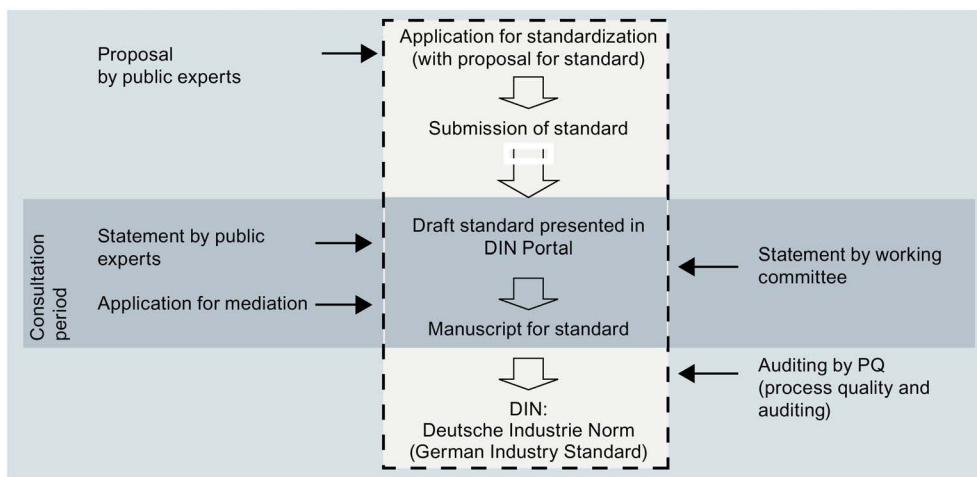 Proposal
by public experts
Application for standardization
(with proposal for standard)
Submission of standard
Consultation
period
Statement by public
experts
Application for mediation
Draft standard presented in
DIN Portal
Manuscript for standard
Statement by working
committee
Auditing by PQ
(process quality and
auditing)
DIN:
Deutsche Industrie Norm
(German Industry Standard)